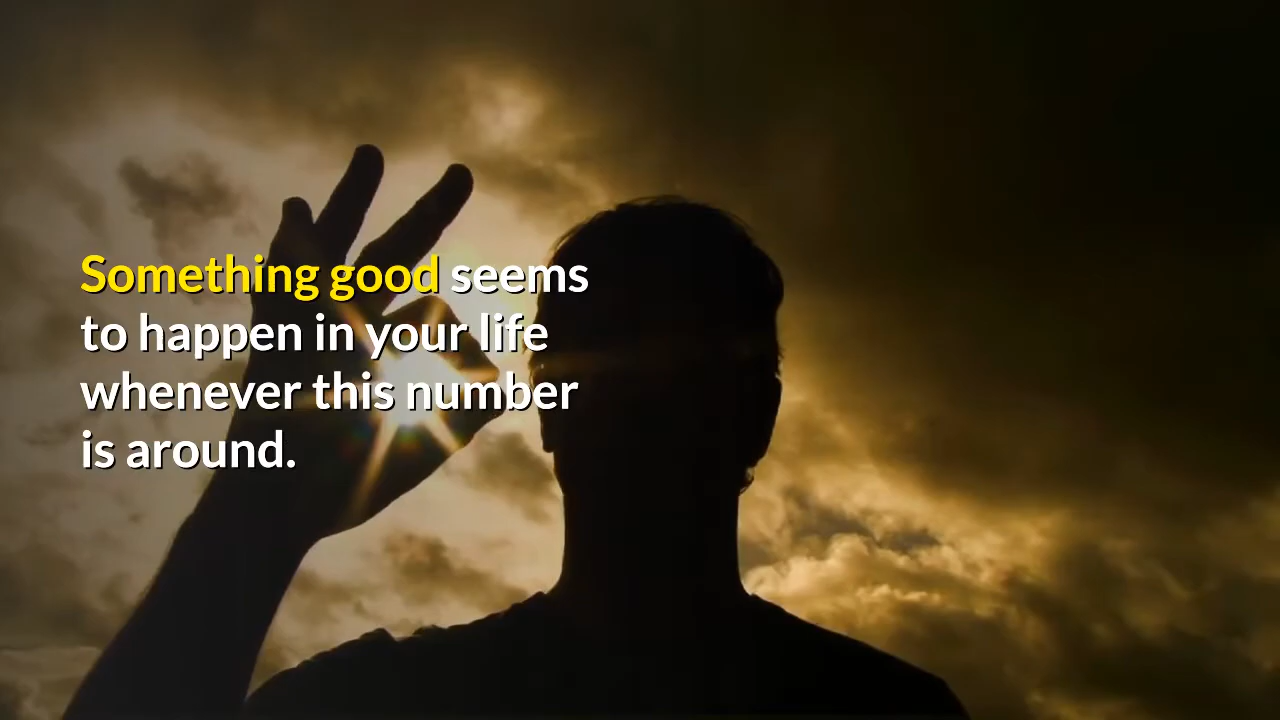 Something good seems
to happen in your life
whenever this number
is around.